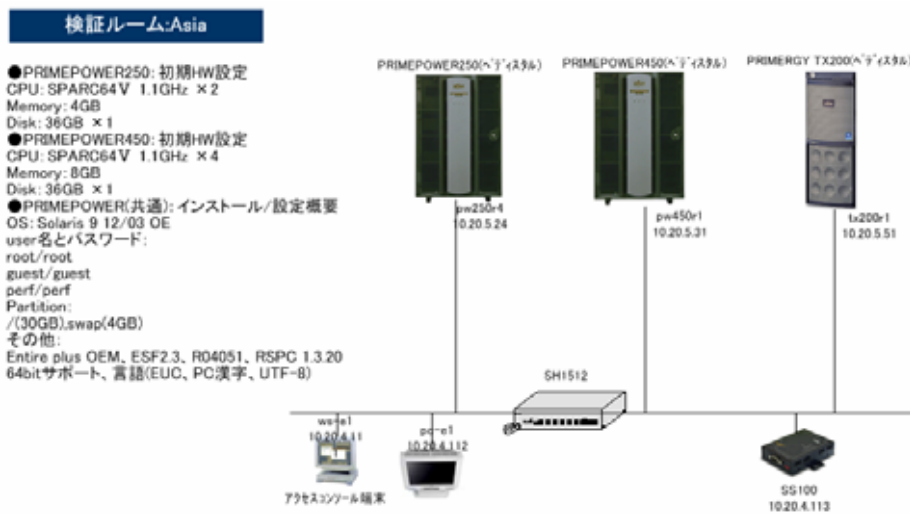 検証ルーム:Asia
●PRIMEPOWER250: 初期HW設定
CPU: SPARC64Ⅴ 1.1GHz ×2
Memory: 4GB
Disk: 36GB ×1
●PRIMEPOWER450: 初期HW設定
CPU: SPARC64Ⅴ 1.1GHz ×4
Memory: 8GB
Disk: 36GB ×1
●PRIMEPOWER(共通): インストール/設定概要
OS: Solaris 9 12/03 OE
user名とパスワード:
root/root
guest/guest
perf/perf
Partition:
/(30GB),swap(4GB)
その他:
Entire plus OEM、ESF2.3、R04051、RSPC 1.3.20
64bitサポート、言語(EUC、PC漢字、UTF-8)
PRIMEPOWER250(ペディスタル)
PRIMEPOWER450(ペディスタル)
PRIMERGY TX200(ペディスタル)
pw250r4
10.20.5.24
pw450r1
10.20.5.31
tx200r1
10.20.5.51
SH1512
ws-e1
10.20.4.11
pc-e1
10.20.4.112
アクセスコンソール端末
SS100
10.20.4.113